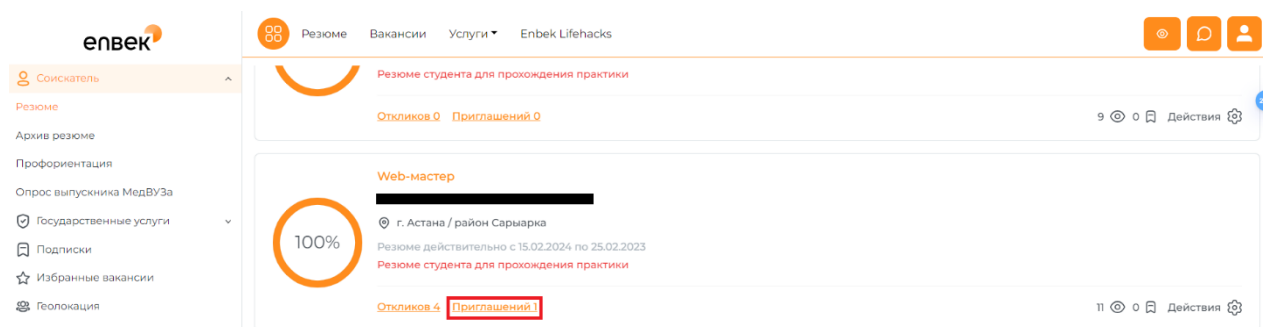 enbek
Резюме Вакансии Услуги Enbek Lifehacks
Соискатель
Резюме
Архив резюме
Профориентация
Опрос выпускника МедВУЗа
Государственные услуги
Подписки
Избранные вакансии
Геолокация
Резюме студента для прохождения практики
Откликов 0 Приглашений 0
9 0 Действия
Web-мастер
г. Астана / район Сарыарка
100%
Резюме действительно с 15.02.2024 по 25.02.2023
Резюме студента для прохождения практики
Откликов 4 Приглашений 1
11 0 Действия